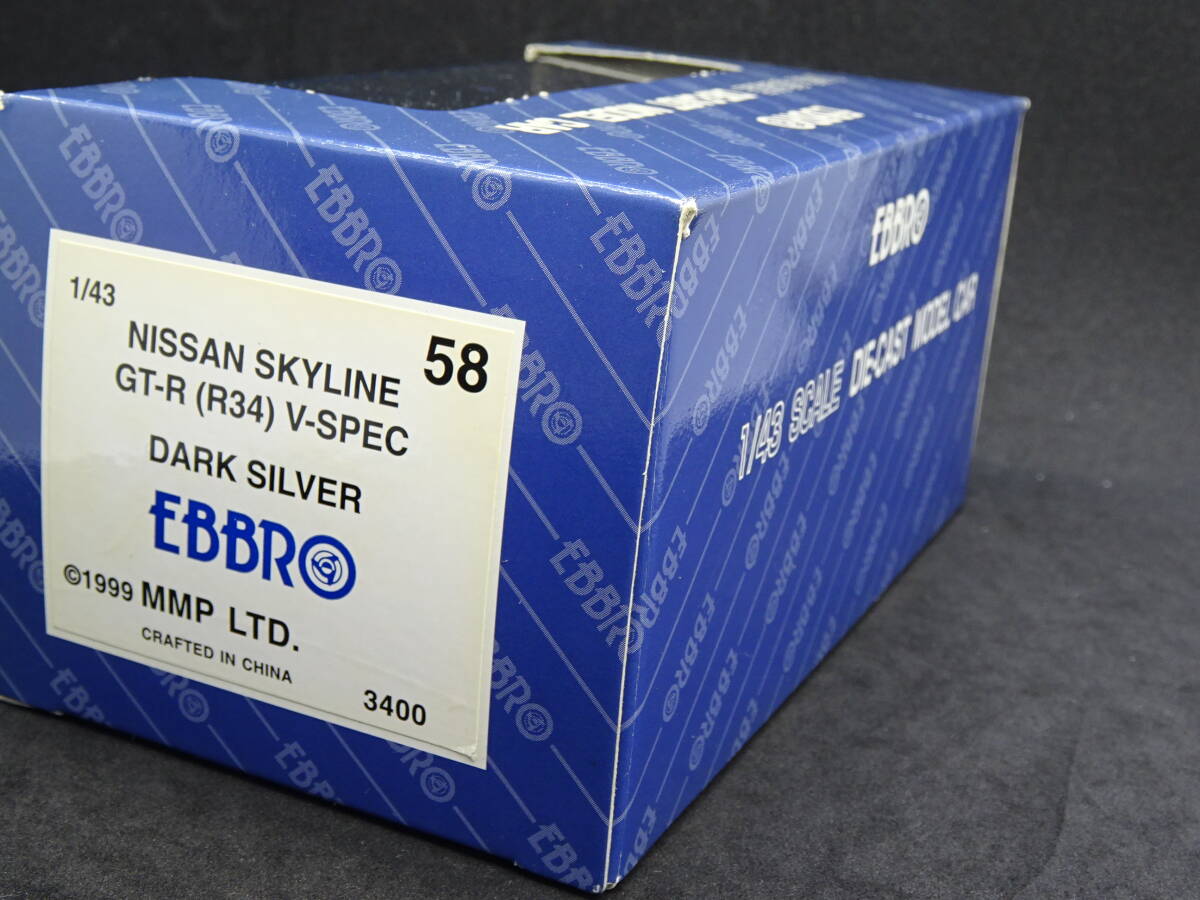 1/43
58
NISSAN SKYLINE
GT-R (R34) V-SPEC
DARK SILVER
EBBRO
©1999 MMP LTD.
CRAFTED IN CHINA
3400
EBBRO
1/43 SCALE DIE-CAST MODEL CAR